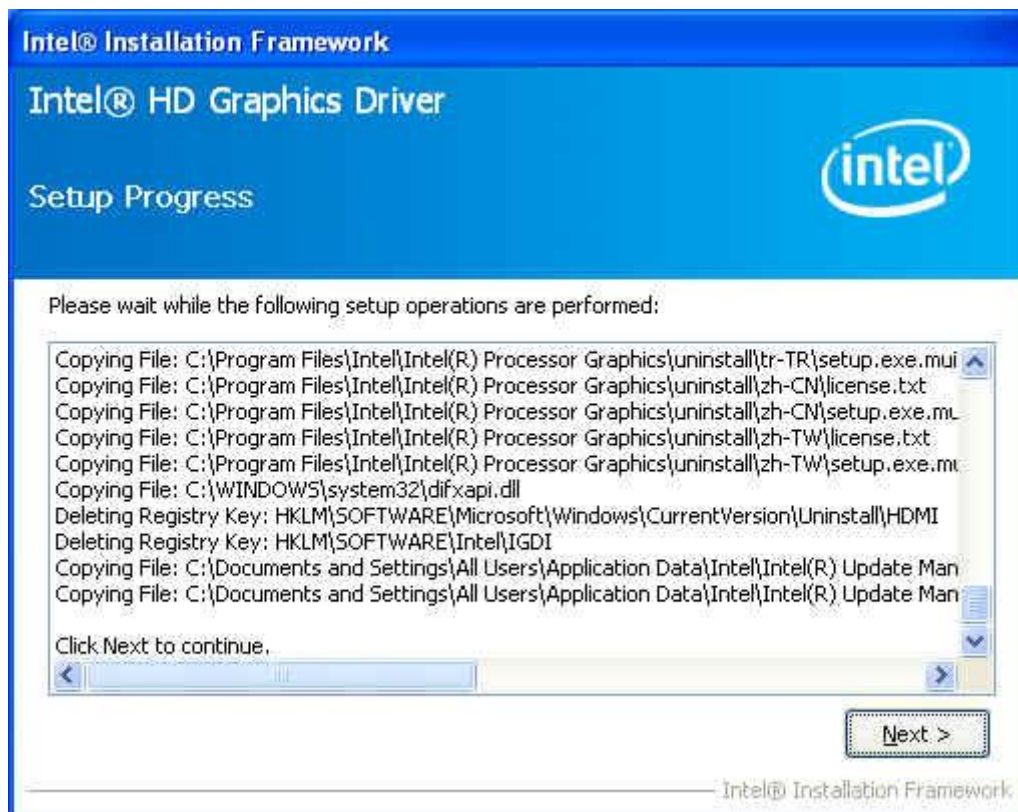 Intel® Installation Framework
Intel® HD Graphics Driver
intel
Setup Progress
Please wait while the following setup operations are performed:
Copying File: C:\Program Files\Intel\Intel(R) Processor Graphics\uninstall\tr-TR\setup.exe.mui
Copying File: C:\Program Files\Intel\Intel(R) Processor Graphics\uninstall\zh-CN\license.txt
Copying File: C:\Program Files\Intel\Intel(R) Processor Graphics\uninstall\zh-CN\setup.exe.mu
Copying File: C:\Program Files\Intel\Intel(R) Processor Graphics\uninstall\zh-TW\license.txt
Copying File: C:\Program Files\Intel\Intel(R) Processor Graphics\uninstall\zh-TW\setup.exe.mu
Copying File: C:\WINDOWS\system32\difxapi.dll
Deleting Registry Key: HKLM\SOFTWARE\Microsoft\Windows\CurrentVersion\Uninstall\HDMI
Deleting Registry Key: HKLM\SOFTWARE\Intel\IGDI
Copying File: C:\Documents and Settings\All Users\Application Data\Intel\Intel(R) Update Man
Copying File: C:\Documents and Settings\All Users\Application Data\Intel\Intel(R) Update Man
Click Next to continue.
Next >
Intel® Installation Framework